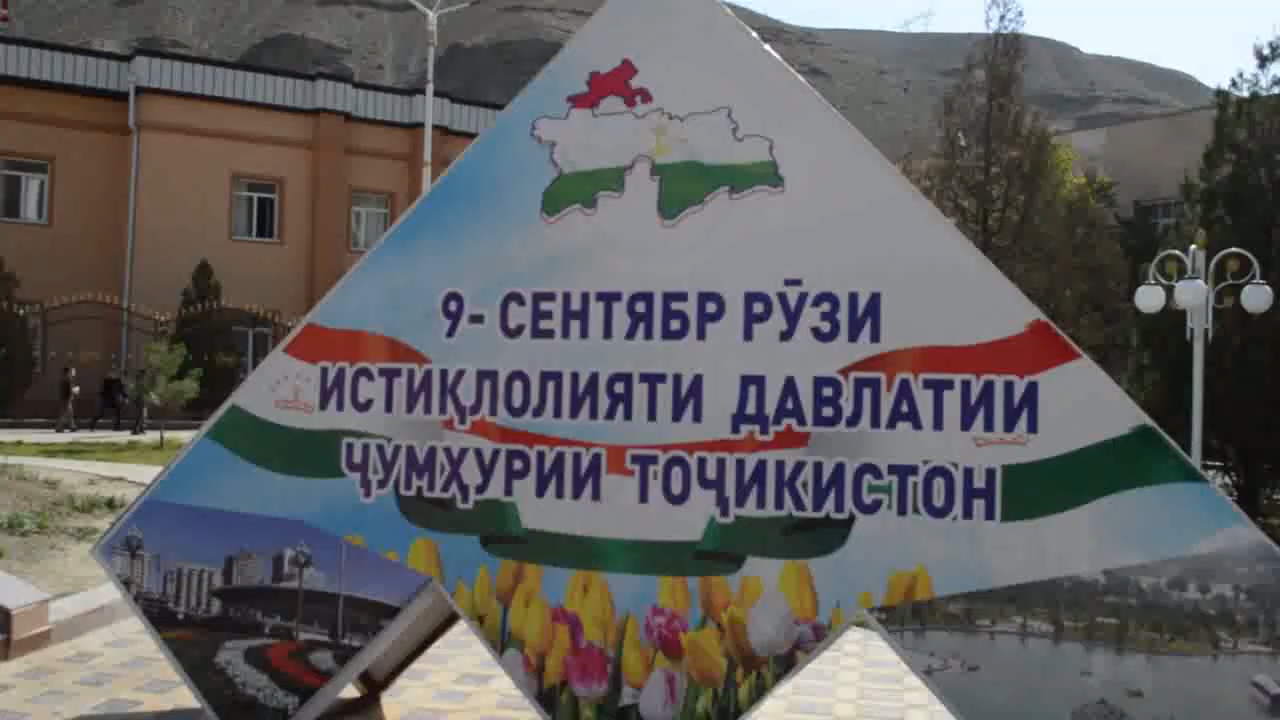 9- СЕНТЯБР РӮЗИ
ИСТИҚЛОЛИЯТИ ДАВЛАТИИ
ҶУМҲУРИИ ТОҶИКИСТОН